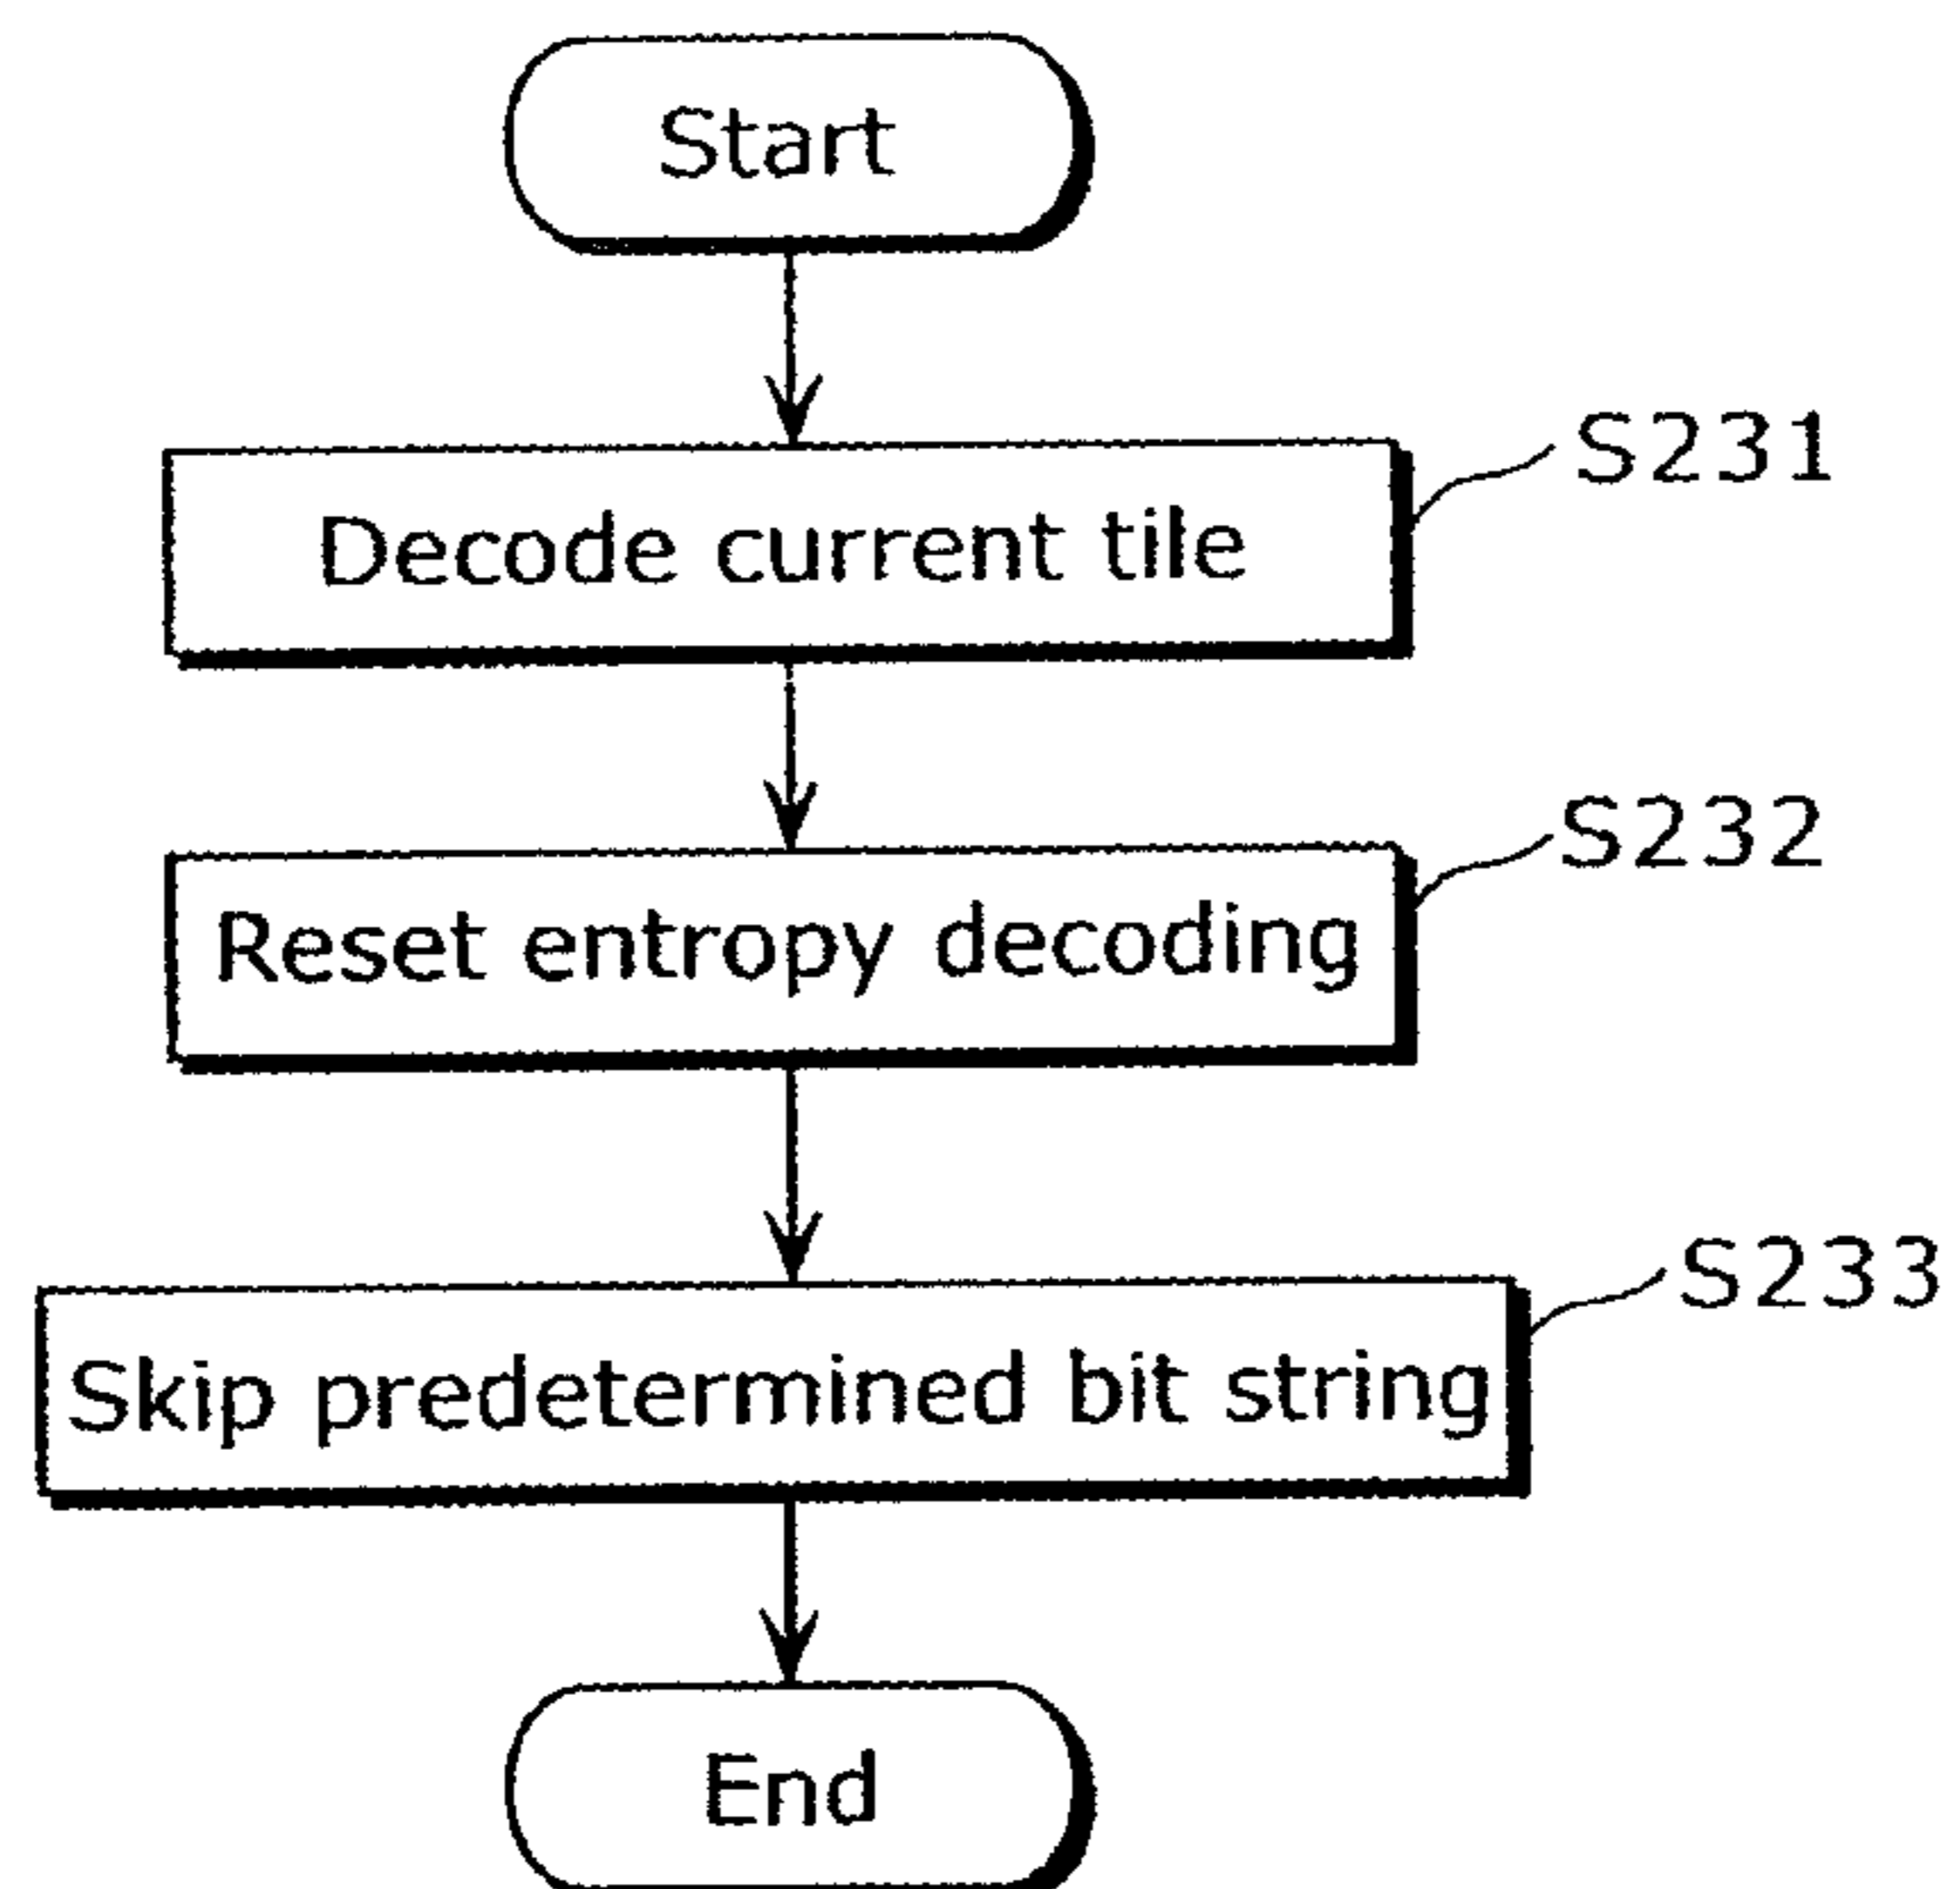 Start
S231
Decode current tile
S232
Reset entropy decoding
S233
Skip predetermined bit string
End